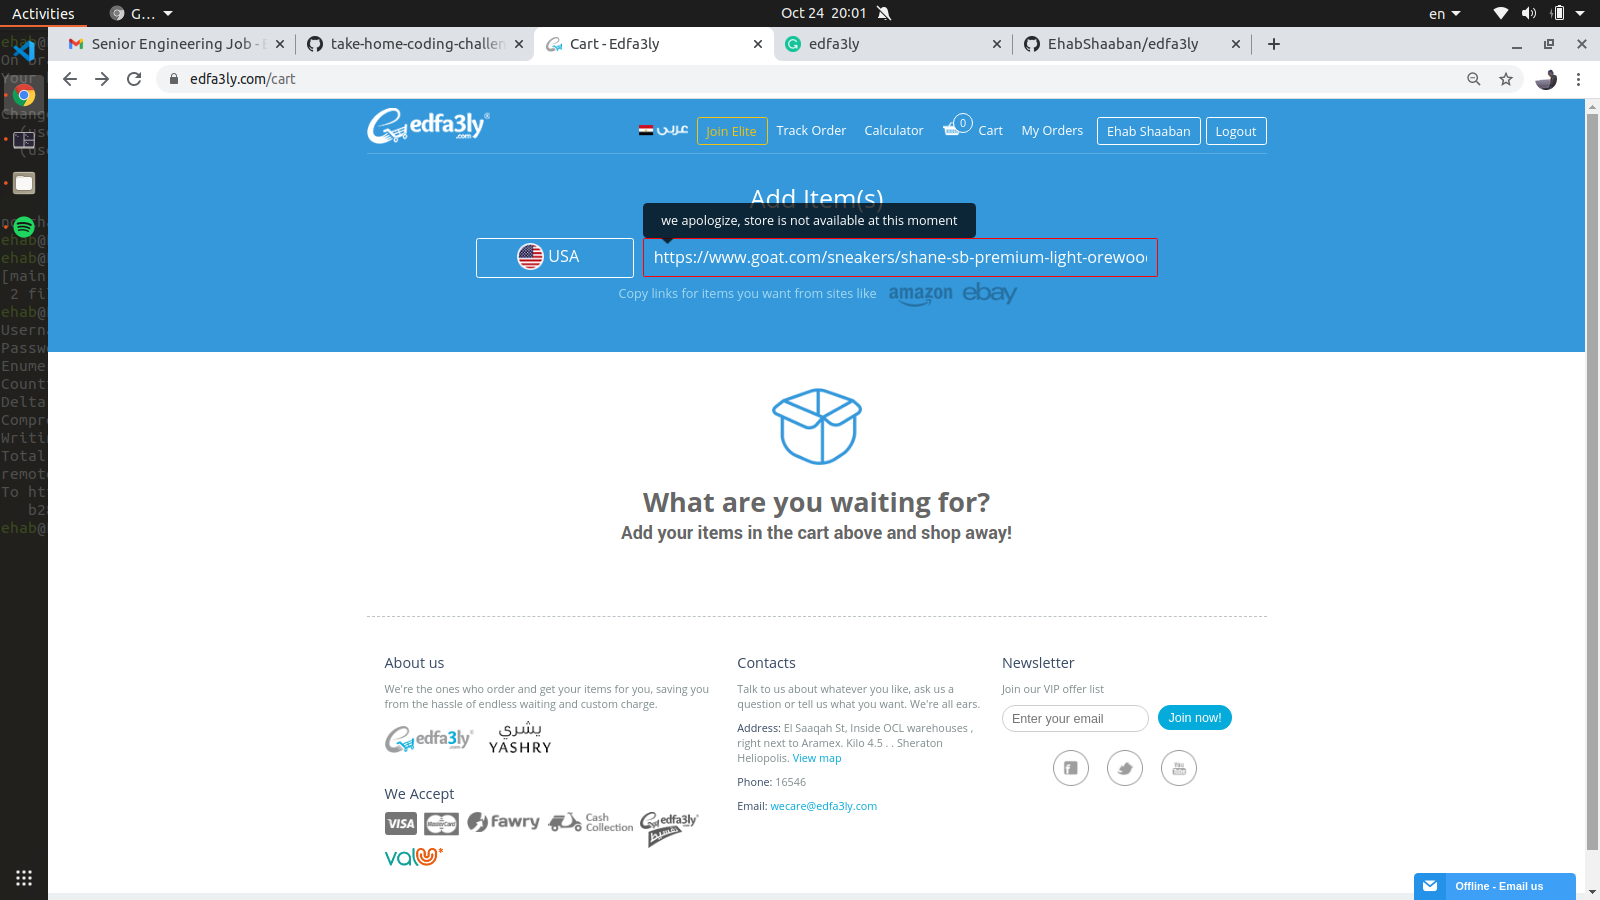 Activities
G…
Oct 24 20:01
en
Senior Engineering Job - E
take-home-coding-challen
Cart - Edfa3ly
edfa3ly
EhabShaaban/edfa3ly
edfa3ly.com/cart
edfa3ly
.com
عربى
Join Elite
Track Order
Calculator
0
Cart
My Orders
Ehab Shaaban
Logout
Add Item(s)
we apologize, store is not available at this moment
USA
https://www.goat.com/sneakers/shane-sb-premium-light-orewood
Copy links for items you want from sites like
amazon
ebay
What are you waiting for?
Add your items in the cart above and shop away!
About us
We're the ones who order and get your items for you, saving you
from the hassle of endless waiting and custom charge.
edfa3ly
يشري
YASHRY
We Accept
VISA
MasterCard
Fawry
Cash
Collection
edfa3ly
تقسيط
valU*
Contacts
Talk to us about whatever you like, ask us a
question or tell us what you want. We're all ears.
Address: El Saaqah St, Inside OCL warehouses ,
right next to Aramex. Kilo 4.5 . . Sheraton
Heliopolis. View map
Phone: 16546
Email: wecare@edfa3ly.com
Newsletter
Join our VIP offer list
Enter your email
Join now!
You
Tube
Offline - Email us